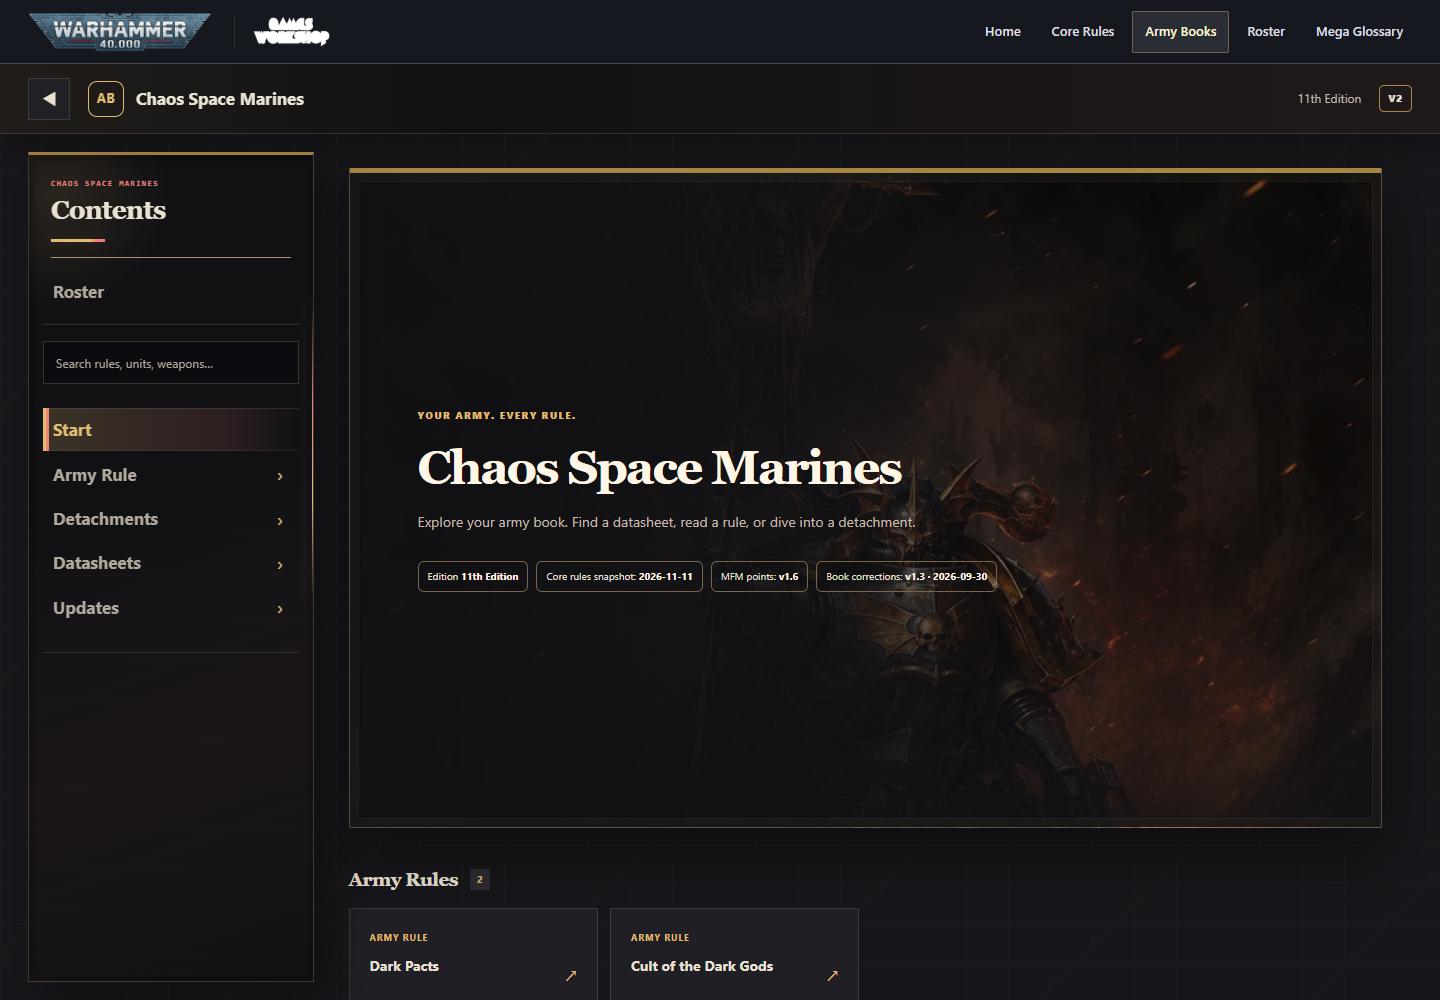 WARHAMMER
40,000
GAMES
WORKSHOP
Home
Core Rules
Army Books
Roster
Mega Glossary
AB
Chaos Space Marines
11th Edition
V2
CHAOS SPACE MARINES
Contents
Roster
Search rules, units, weapons...
Start
Army Rule
Detachments
Datasheets
Updates
YOUR ARMY. EVERY RULE.
Chaos Space Marines
Explore your army book. Find a datasheet, read a rule, or dive into a detachment.
Edition 11th Edition
Core rules snapshot: 2026-11-11
MFM points: v1.6
Book corrections: v1.3 · 2026-09-30
Army Rules 2
ARMY RULE
Dark Pacts
ARMY RULE
Cult of the Dark Gods